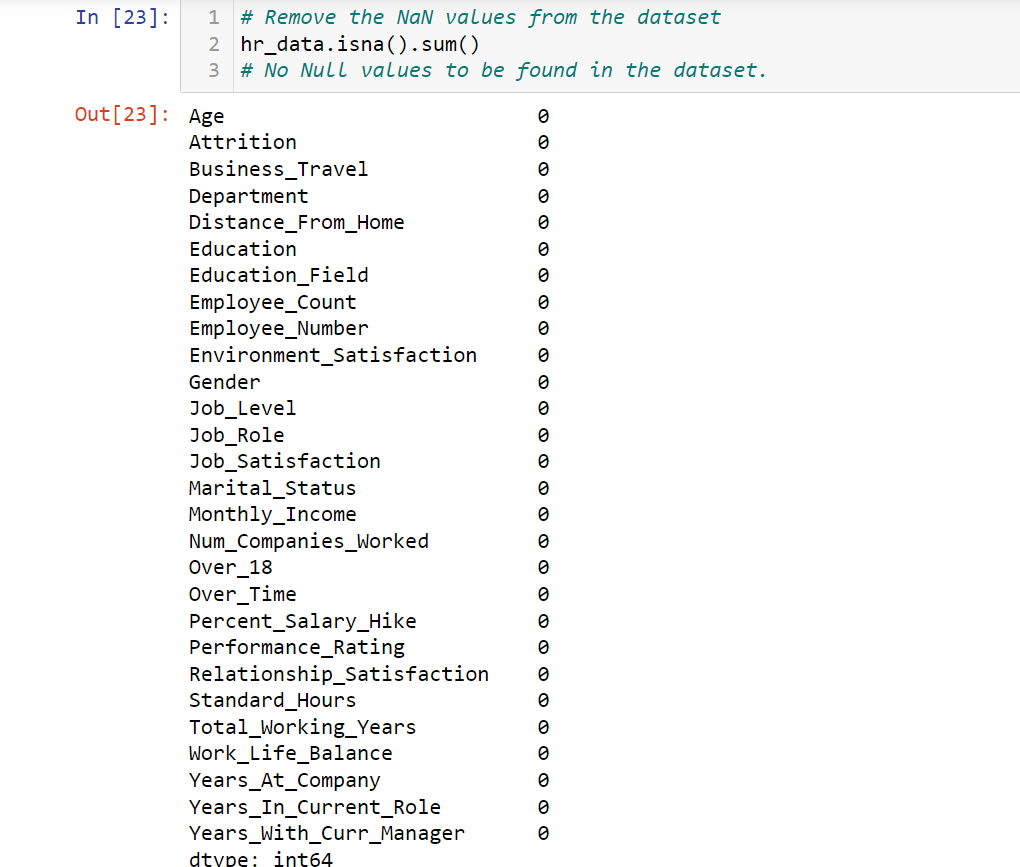 In [23]: 1 # Remove the NaN values from the dataset
2 hr_data.isna().sum()
3 # No Null values to be found in the dataset.
Out[23]: Age 0
Attrition 0
Business_Travel 0
Department 0
Distance_From_Home 0
Education 0
Education_Field 0
Employee_Count 0
Employee_Number 0
Environment_Satisfaction 0
Gender 0
Job_Level 0
Job_Role 0
Job_Satisfaction 0
Marital_Status 0
Monthly_Income 0
Num_Companies_Worked 0
Over_18 0
Over_Time 0
Percent_Salary_Hike 0
Performance_Rating 0
Relationship_Satisfaction 0
Standard_Hours 0
Total_Working_Years 0
Work_Life_Balance 0
Years_At_Company 0
Years_In_Current_Role 0
Years_With_Curr_Manager 0
dtype: int64